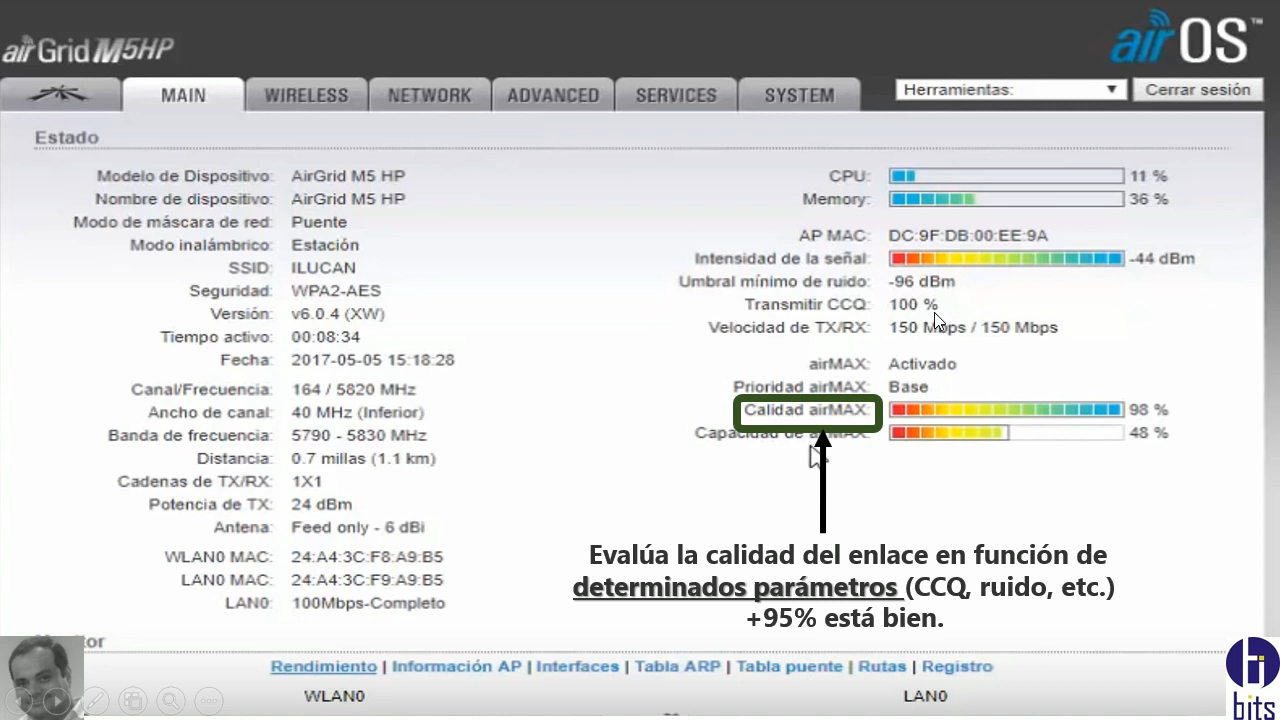 airGrid M5HP
airOS™
MAIN
WIRELESS
NETWORK
ADVANCED
SERVICES
SYSTEM
Herramientas:
Cerrar sesión
Estado
Modelo de Dispositivo: AirGrid M5 HP
Nombre de dispositivo: AirGrid M5 HP
Modo de máscara de red: Puente
Modo inalámbrico: Estación
SSID: ILUCAN
Seguridad: WPA2-AES
Versión: v6.0.4 (XW)
Tiempo activo: 00:08:34
Fecha: 2017-05-05 15:18:28
Canal/Frecuencia: 164 / 5820 MHz
Ancho de canal: 40 MHz (Inferior)
Banda de frecuencia: 5790 - 5830 MHz
Distancia: 0.7 millas (1.1 km)
Cadenas de TX/RX: 1X1
Potencia de TX: 24 dBm
Antena: Feed only - 6 dBi
WLAN0 MAC: 24:A4:3C:F8:A9:B5
LAN0 MAC: 24:A4:3C:F9:A9:B5
LAN0: 100Mbps-Completo
CPU: 11 %
Memory: 36 %
AP MAC: DC:9F:DB:00:EE:9A
Intensidad de la señal: -44 dBm
Umbral mínimo de ruido: -96 dBm
Transmitir CCQ: 100 %
Velocidad de TX/RX: 150 Mbps / 150 Mbps
airMAX: Activado
Prioridad airMAX: Base
Calidad airMAX: 98 %
Capacidad de airMAX: 48 %
Evalúa la calidad del enlace en función de
determinados parámetros (CCQ, ruido, etc.)
+95% está bien.
Rendimiento | Información AP | Interfaces | Tabla ARP | Tabla puente | Rutas | Registro
WLAN0
LAN0
bits